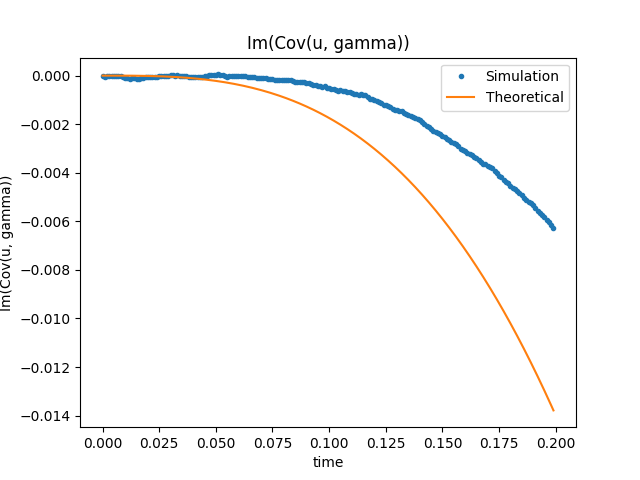 Im(Cov(u, gamma))
0.000
−0.002
−0.004
−0.006
−0.008
−0.010
−0.012
−0.014
Im(Cov(u, gamma))
Simulation
Theoretical
0.000 0.025 0.050 0.075 0.100 0.125 0.150 0.175 0.200
time